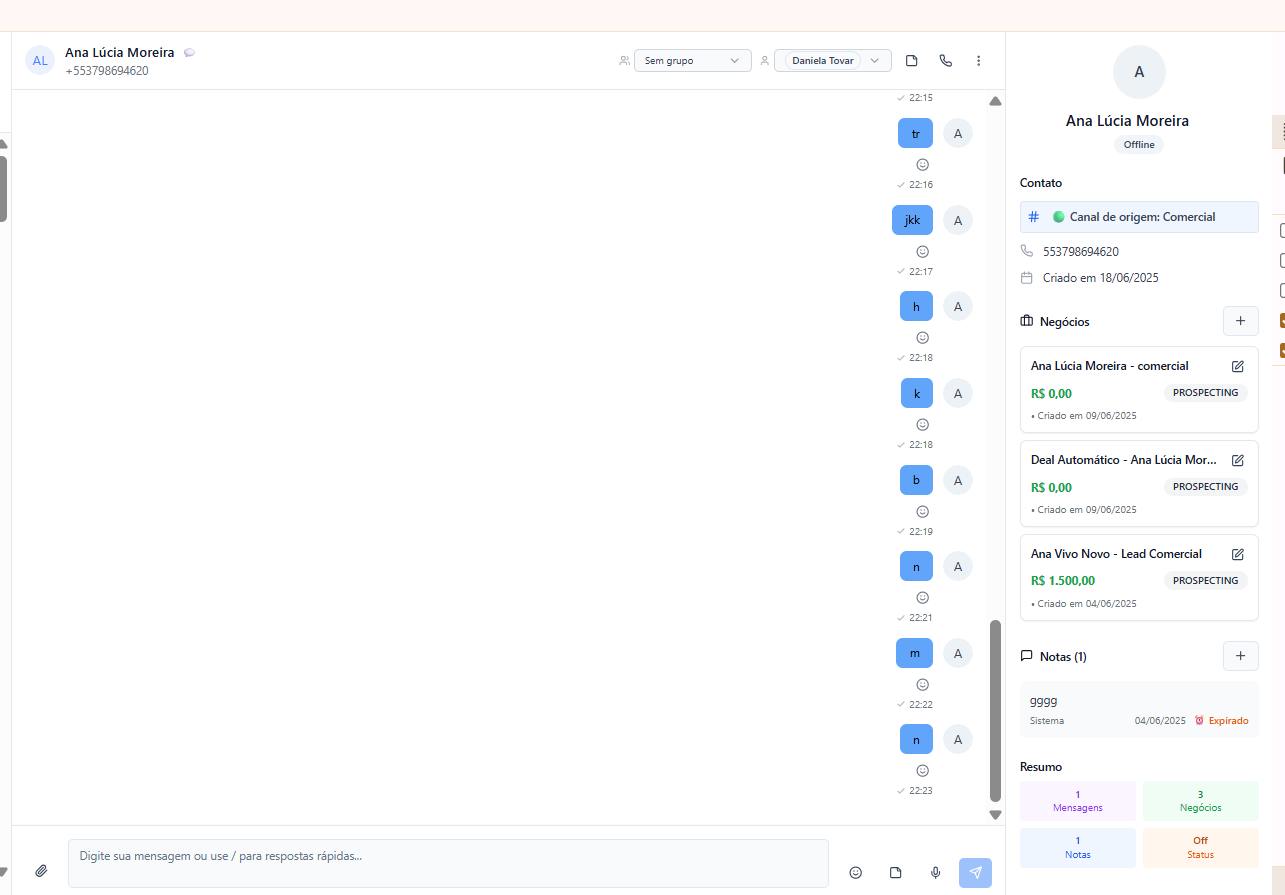 AL
Ana Lúcia Moreira
+553798694620
Sem grupo
Daniela Tovar
22:15
tr
A
22:16
jkk
A
22:17
h
A
22:18
k
A
22:18
b
A
22:19
n
A
22:21
m
A
22:22
n
A
22:23
Digite sua mensagem ou use / para respostas rápidas...
A
Ana Lúcia Moreira
Offline
Contato
# Canal de origem: Comercial
553798694620
Criado em 18/06/2025
Negócios
+
Ana Lúcia Moreira - comercial
R$ 0,00 PROSPECTING
• Criado em 09/06/2025
Deal Automático - Ana Lúcia Mor...
R$ 0,00 PROSPECTING
• Criado em 09/06/2025
Ana Vivo Novo - Lead Comercial
R$ 1.500,00 PROSPECTING
• Criado em 04/06/2025
Notas (1)
+
gggg
Sistema 04/06/2025 Expirado
Resumo
1
Mensagens
3
Negócios
1
Notas
Off
Status